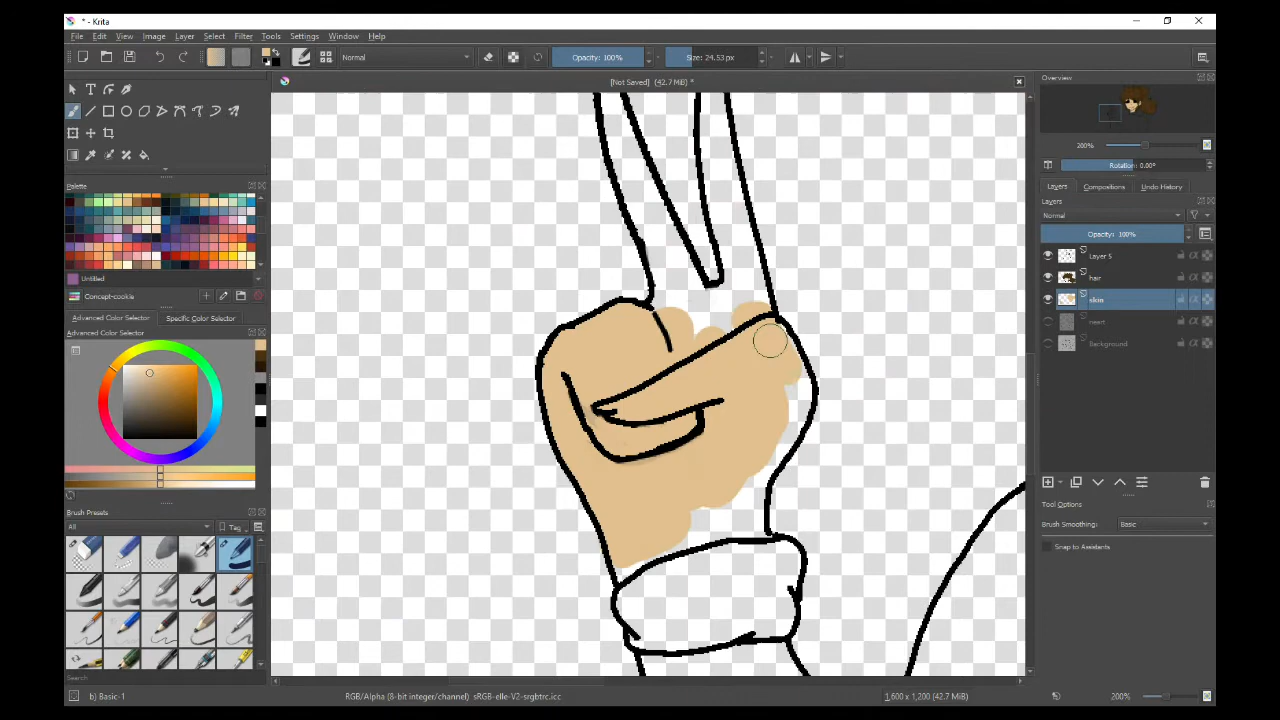 * - Krita
File Edit View Image Layer Select Filter Tools Settings Window Help
Normal
Opacity: 100%
Size: 24.53 px
[Not Saved] (42.7 MiB) *
Overview
200%
Rotation: 0.00°
Palette
Layers Compositions Undo History
Layers
Normal
Opacity: 100%
Layer 5
hair
skin
Background
Untitled
Concept-cookie
Advanced Color Selector Specific Color Selector
Advanced Color Selector
Tool Options
Brush Smoothing: Basic
Snap to Assistants
Brush Presets
All
Tag
Search
b) Basic-1
RGB/Alpha (8-bit integer/channel) sRGB-elle-V2-srgbtrc.icc
1,600 x 1,200 (42.7 MiB)
200%